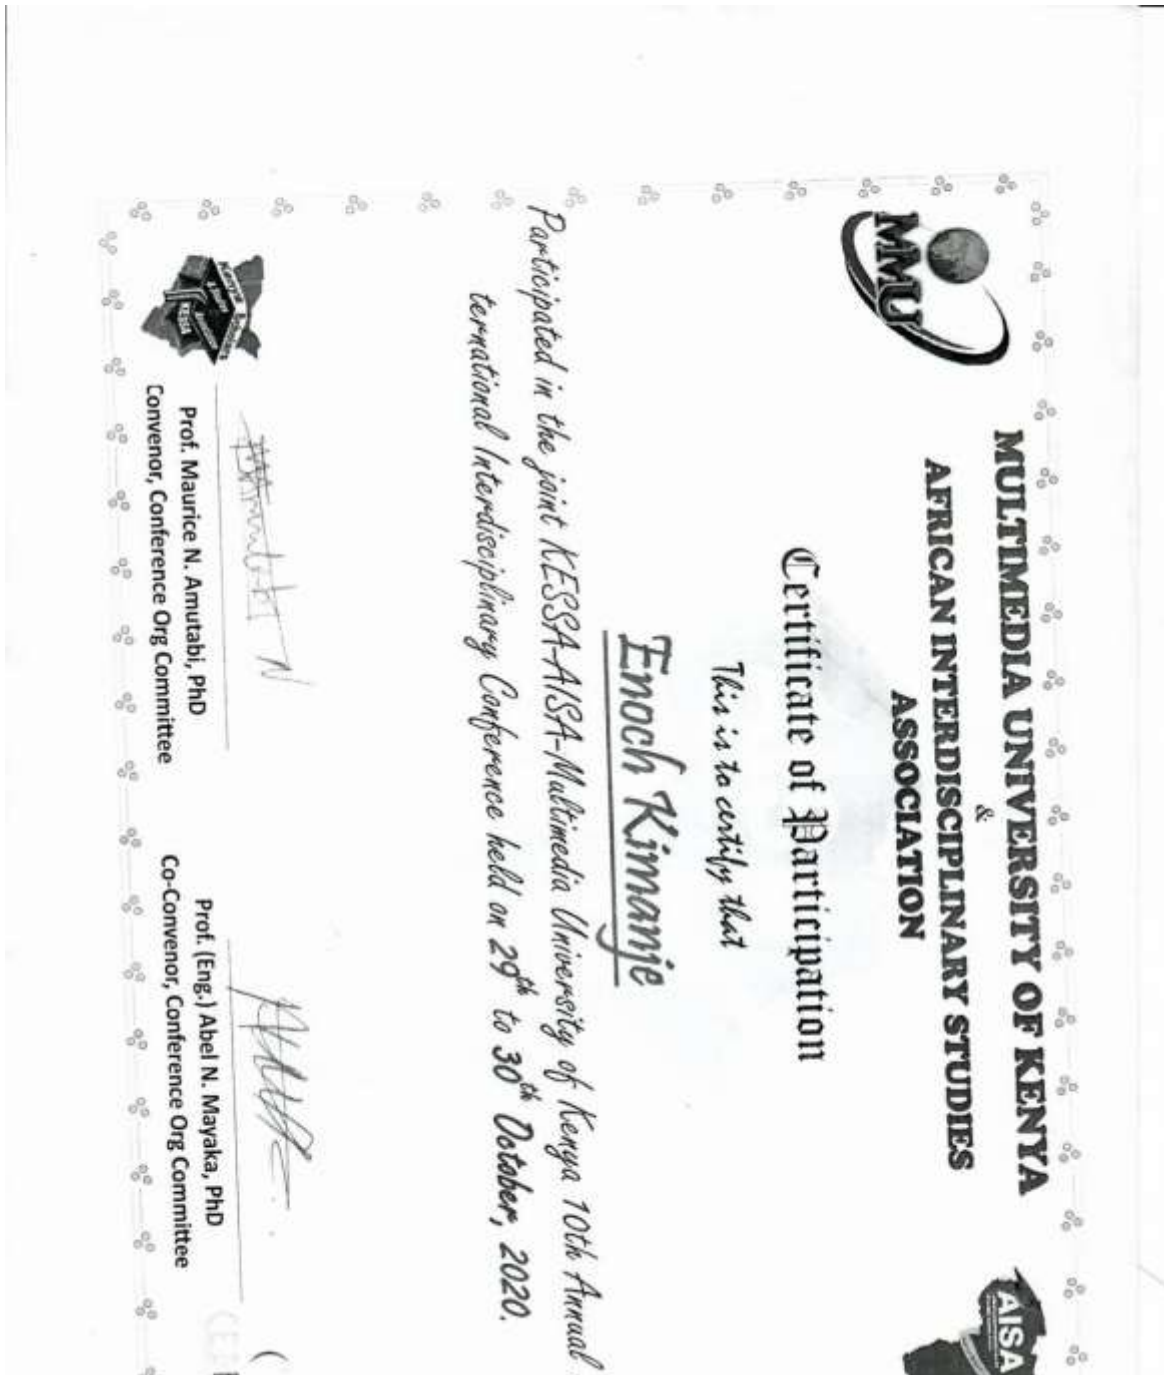 MMU
AISA
MULTIMEDIA UNIVERSITY OF KENYA
&
AFRICAN INTERDISCIPLINARY STUDIES
ASSOCIATION
Certificate of Participation
This is to certify that
Enoch Kimanje
Participated in the joint KESSA-AISA-Multimedia University of Kenya 10th Annual
ternational Interdisciplinary Conference held on 29th to 30th October, 2020.
KESSA
Prof. Maurice N. Amutabi, PhD
Convenor, Conference Org Committee
Prof. (Eng.) Abel N. Mayaka, PhD
Co-Convenor, Conference Org Committee